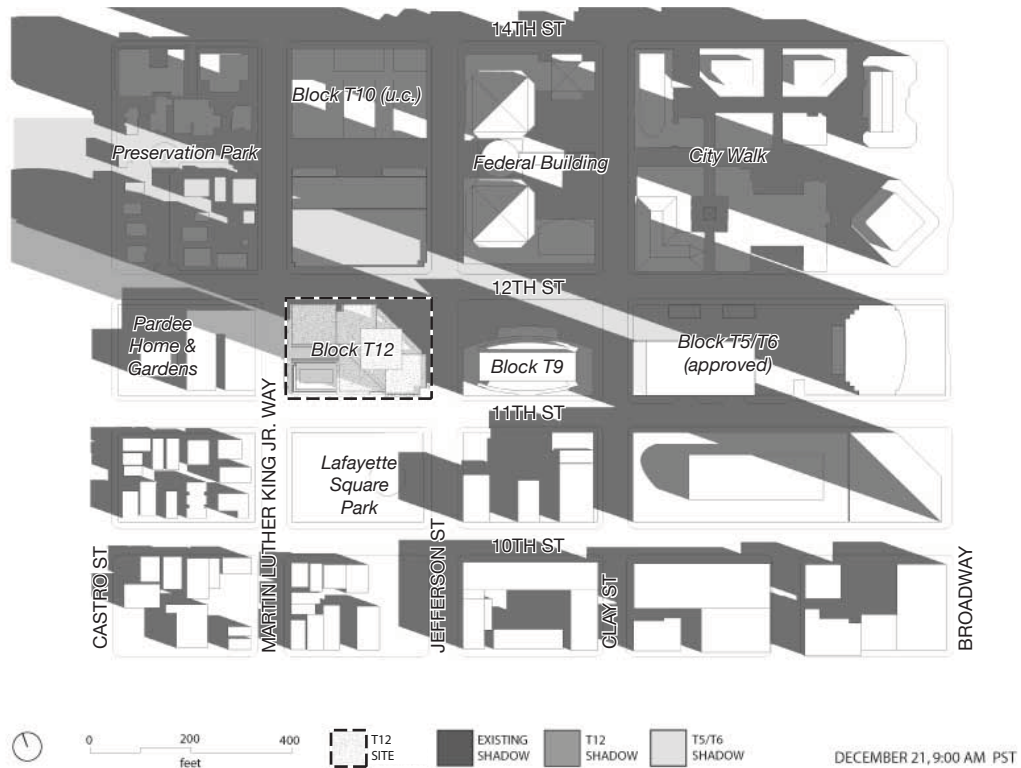 14TH ST
Block T10 (u.c.)
Preservation Park
Federal Building
City Walk
12TH ST
Pardee
Home &
Gardens
Block T12
Block T9
Block T5/T6
(approved)
11TH ST
Lafayette
Square
Park
10TH ST
CASTRO ST
MARTIN LUTHER KING JR. WAY
JEFFERSON ST
CLAY ST
BROADWAY
0 200 400
feet
T12
SITE
EXISTING
SHADOW
T12
SHADOW
T5/T6
SHADOW
DECEMBER 21, 9:00 AM PST